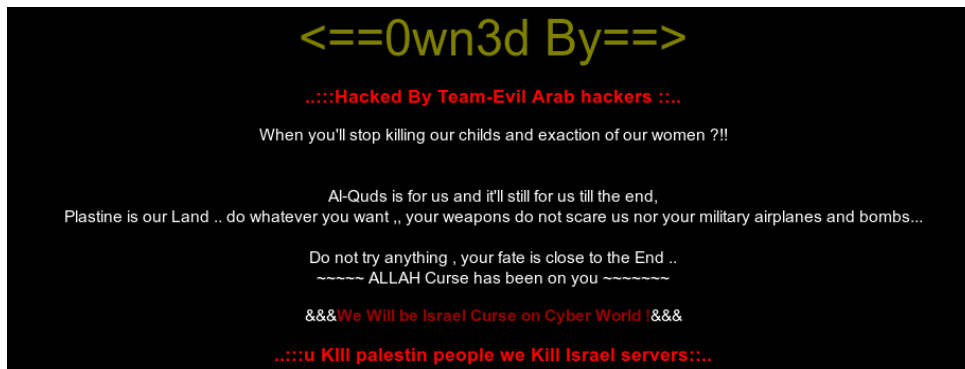 <==0wn3d By==>
..:::Hacked By Team-Evil Arab hackers ::..
When you'll stop killing our childs and exaction of our women ?!!
Al-Quds is for us and it'll still for us till the end,
Plastine is our Land .. do whatever you want ,, your weapons do not scare us nor your military airplanes and bombs...
Do not try anything , your fate is close to the End ..
~~~~~ ALLAH Curse has been on you ~~~~~~~
&&&We Will be Israel Curse on Cyber World !&&&
..:::u KIll palestin people we Kill Israel servers::..